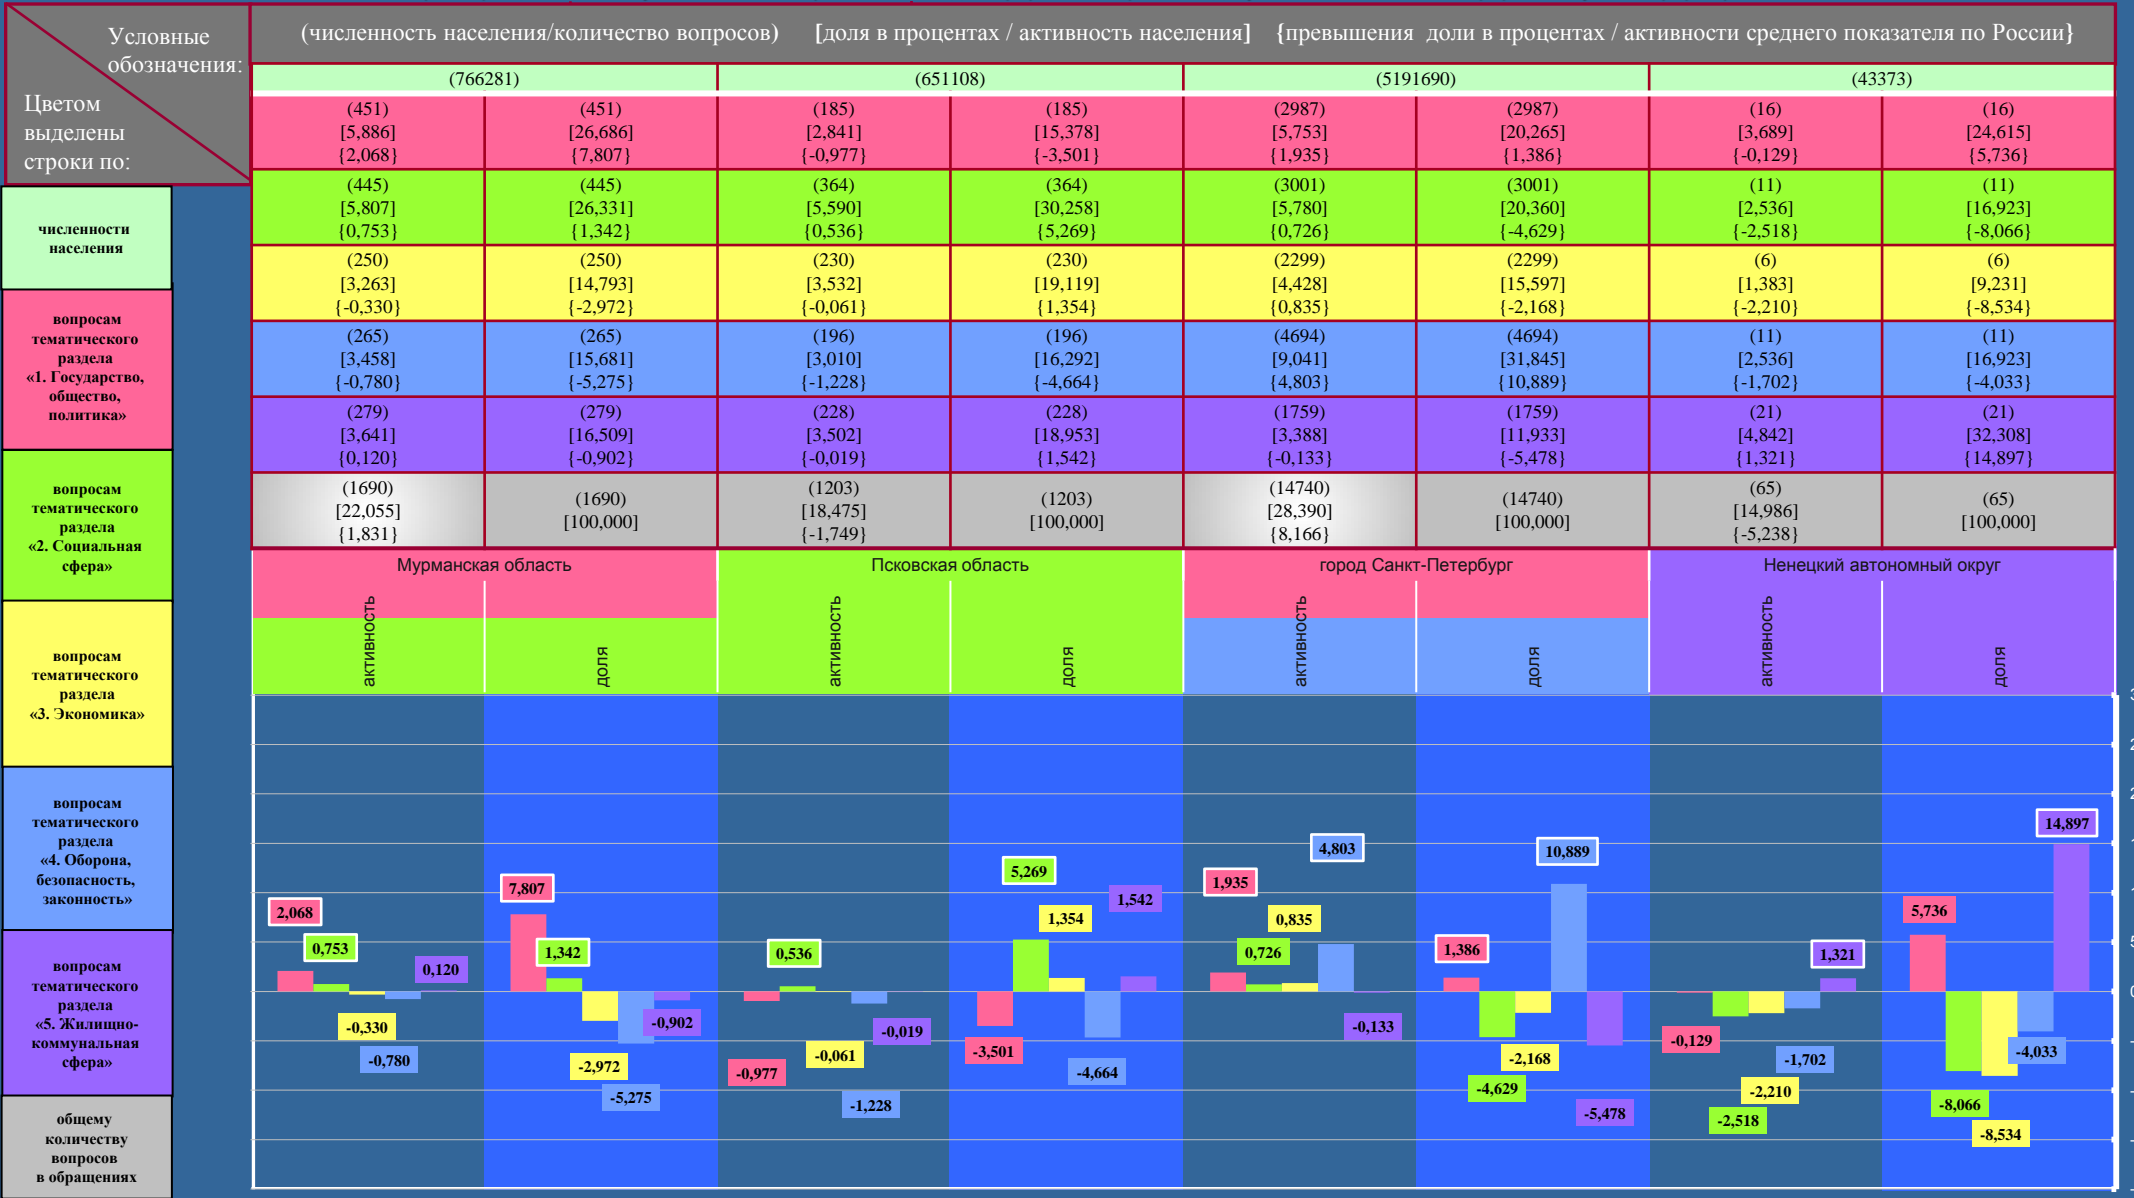 Условные
обозначения:
Цветом
выделены
строки по:
(численность населения/количество вопросов) [доля в процентах / активность населения] {превышения доли в процентах / активности среднего показателя по России}
(766281) (651108) (5191690) (43373)
(451) (451) (185) (185) (2987) (2987) (16) (16)
[5,886] [26,686] [2,841] [15,378] [5,753] [20,265] [3,689] [24,615]
{2,068} {7,807} {-0,977} {-3,501} {1,935} {1,386} {-0,129} {5,736}
(445) (445) (364) (364) (3001) (3001) (11) (11)
[5,807] [26,331] [5,590] [30,258] [5,780] [20,360] [2,536] [16,923]
{0,753} {1,342} {0,536} {5,269} {0,726} {-4,629} {-2,518} {-8,066}
(250) (250) (230) (230) (2299) (2299) (6) (6)
[3,263] [14,793] [3,532] [19,119] [4,428] [15,597] [1,383] [9,231]
{-0,330} {-2,972} {-0,061} {1,354} {0,835} {-2,168} {-2,210} {-8,534}
(265) (265) (196) (196) (4694) (4694) (11) (11)
[3,458] [15,681] [3,010] [16,292] [9,041] [31,845] [2,536] [16,923]
{-0,780} {-5,275} {-1,228} {-4,664} {4,803} {10,889} {-1,702} {-4,033}
(279) (279) (228) (228) (1759) (1759) (21) (21)
[3,641] [16,509] [3,502] [18,953] [3,388] [11,933] [4,842] [32,308]
{0,120} {-0,902} {-0,019} {1,542} {-0,133} {-5,478} {1,321} {14,897}
(1690) (1690) (1203) (1203) (14740) (14740) (65) (65)
[22,055] [100,000] [18,475] [100,000] [28,390] [100,000] [14,986] [100,000]
{1,831} {-1,749} {8,166} {-5,238}
численности
населения
вопросам
тематического
раздела
«1. Государство,
общество,
политика»
вопросам
тематического
раздела
«2. Социальная
сфера»
вопросам
тематического
раздела
«3. Экономика»
вопросам
тематического
раздела
«4. Оборона,
безопасность,
законность»
вопросам
тематического
раздела
«5. Жилищно-
коммунальная
сфера»
общему
количеству
вопросов
в обращениях
Мурманская область Псковская область город Санкт-Петербург Ненецкий автономный округ
активность доля активность доля активность доля активность доля
2,068
0,753
-0,330
-0,780
0,120
7,807
1,342
-2,972
-5,275
-0,902
-0,977
0,536
-0,061
-1,228
-0,019
-3,501
5,269
1,354
-4,664
1,542
1,935
0,726
0,835
4,803
-0,133
1,386
-4,629
-2,168
10,889
-5,478
-0,129
-2,518
-2,210
-1,702
1,321
5,736
-8,066
-8,534
-4,033
14,897